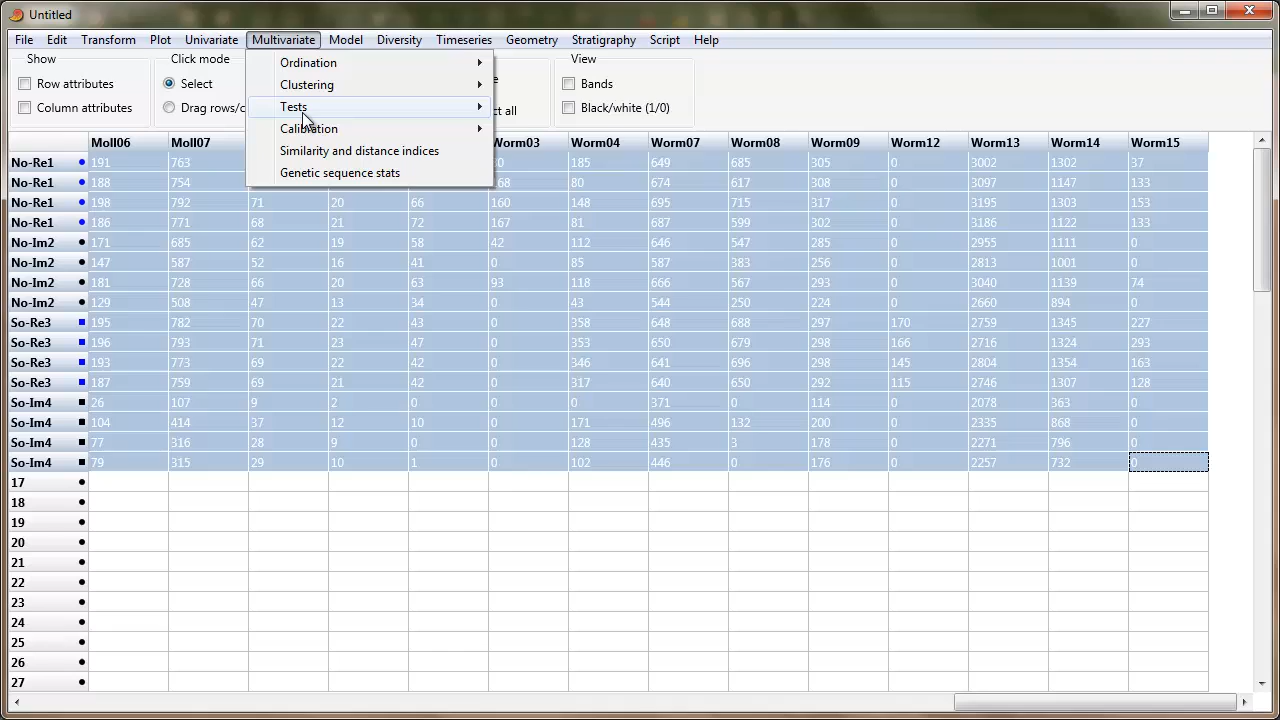 Untitled
File Edit Transform Plot Univariate Multivariate Model Diversity Timeseries Geometry Stratigraphy Script Help
Show Click mode View
Row attributes Select Bands
Column attributes Drag rows/c ct all Black/white (1/0)
Ordination
Clustering
Tests
Calibration
Similarity and distance indices
Genetic sequence stats
Moll06 Moll07 Worm03 Worm04 Worm07 Worm08 Worm09 Worm12 Worm13 Worm14 Worm15
No-Re1 191 763 185 649 685 305 0 3002 1302 37
No-Re1 188 754 68 80 674 617 308 0 3097 1147 133
No-Re1 198 792 71 20 66 160 148 695 715 317 0 3195 1303 153
No-Re1 186 771 68 21 72 167 81 687 599 302 0 3186 1122 133
No-Im2 171 685 62 19 58 42 112 646 547 285 0 2955 1111 0
No-Im2 147 587 52 16 41 0 85 587 383 256 0 2813 1001 0
No-Im2 181 728 66 20 63 93 118 666 567 293 0 3040 1139 74
No-Im2 129 508 47 13 34 0 43 544 250 224 0 2660 894 0
So-Re3 195 782 70 22 43 0 358 648 688 297 170 2759 1345 227
So-Re3 196 793 71 23 47 0 353 650 679 298 166 2716 1324 293
So-Re3 193 773 69 22 42 0 346 641 696 298 145 2804 1354 163
So-Re3 187 759 69 21 42 0 317 640 650 292 115 2746 1307 128
So-Im4 26 107 9 2 0 0 0 371 0 114 0 2078 363 0
So-Im4 104 414 37 12 10 0 171 496 132 200 0 2335 868 0
So-Im4 77 316 28 9 0 0 128 435 3 178 0 2271 796 0
So-Im4 79 315 29 10 1 0 102 446 0 176 0 2257 732 0
17
18
19
20
21
22
23
24
25
26
27